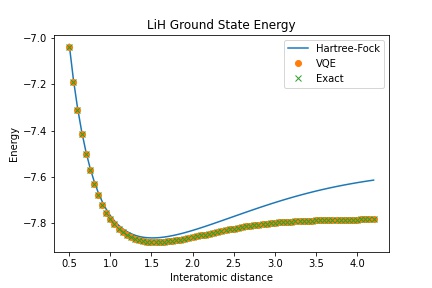 LiH Ground State Energy
Hartree-Fock
VQE
Exact
−7.0
−7.2
−7.4
−7.6
−7.8
Energy
0.5 1.0 1.5 2.0 2.5 3.0 3.5 4.0
Interatomic distance